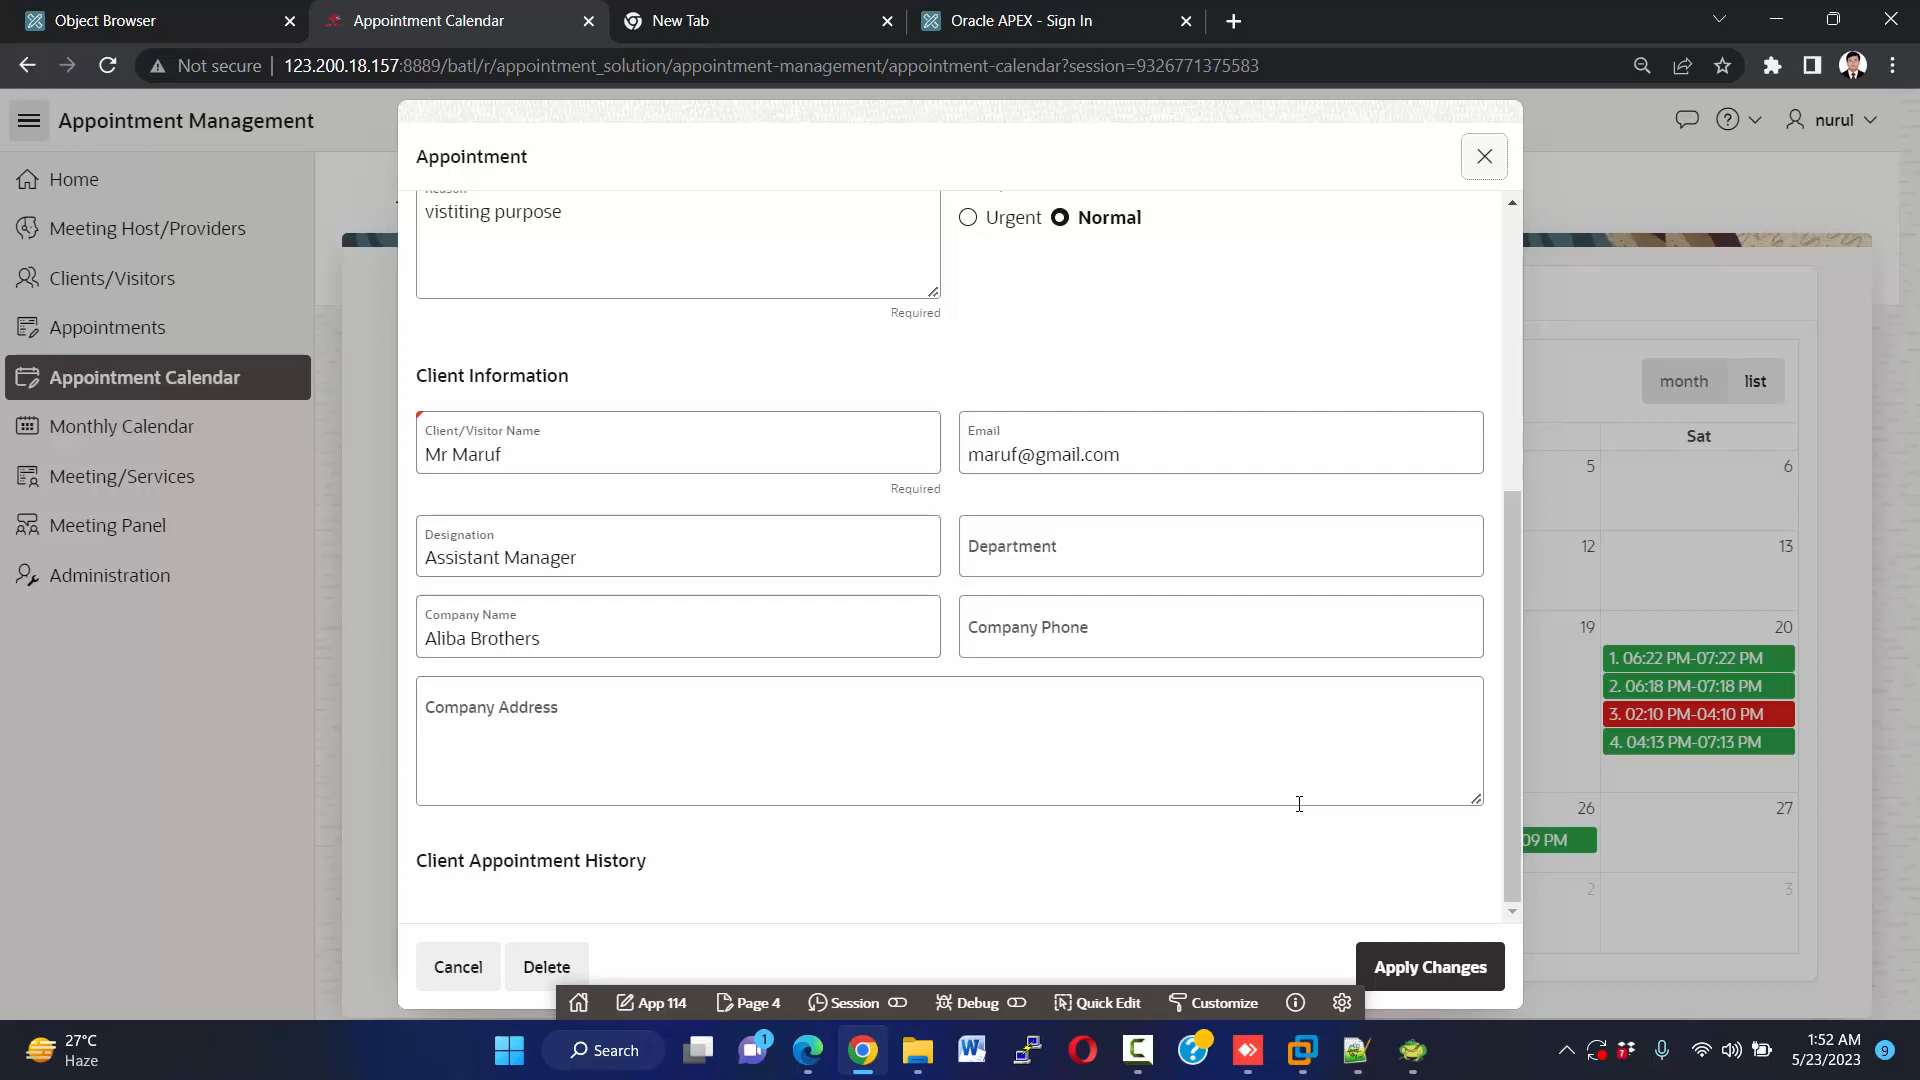 Object Browser
Appointment Calendar
New Tab
Oracle APEX - Sign In
Not secure
123.200.18.157:8889/batl/r/appointment_solution/appointment-management/appointment-calendar?session=9326771375583
Appointment Management
nurul
Home
Meeting Host/Providers
Clients/Visitors
Appointments
Appointment Calendar
Monthly Calendar
Meeting/Services
Meeting Panel
Administration
Appointment
Reason
vistiting purpose
Required
Urgent
Normal
Client Information
Client/Visitor Name
Mr Maruf
Required
Email
maruf@gmail.com
Designation
Assistant Manager
Department
Company Name
Aliba Brothers
Company Phone
Company Address
Client Appointment History
Cancel
Delete
Apply Changes
month
list
Sat
5
6
12
13
19
20
1. 06:22 PM-07:22 PM
2. 06:18 PM-07:18 PM
3. 02:10 PM-04:10 PM
4. 04:13 PM-07:13 PM
26
27
09 PM
2
3
App 114
Page 4
Session
Debug
Quick Edit
Customize
27°C
Haze
Search
1
1:52 AM
5/23/2023
9